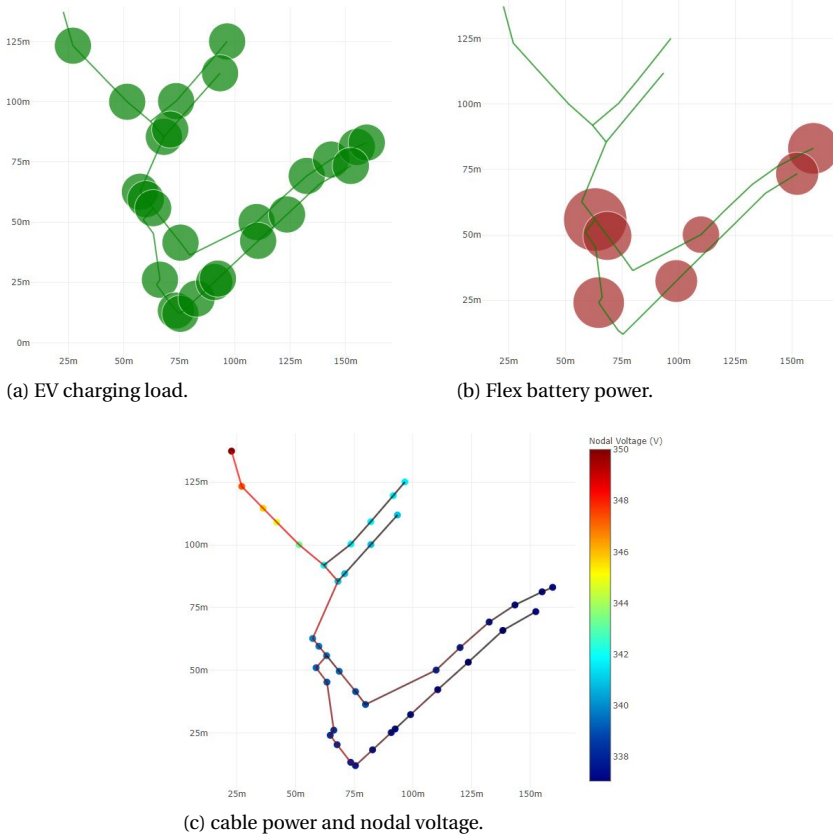 125m
100m
75m
50m
25m
0m
25m 50m 75m 100m 125m 150m
(a) EV charging load.
125m
100m
75m
50m
25m
25m 50m 75m 100m 125m 150m
(b) Flex battery power.
125m
100m
75m
50m
25m
25m 50m 75m 100m 125m 150m
Nodal Voltage (V)
350
348
346
344
342
340
338
(c) cable power and nodal voltage.